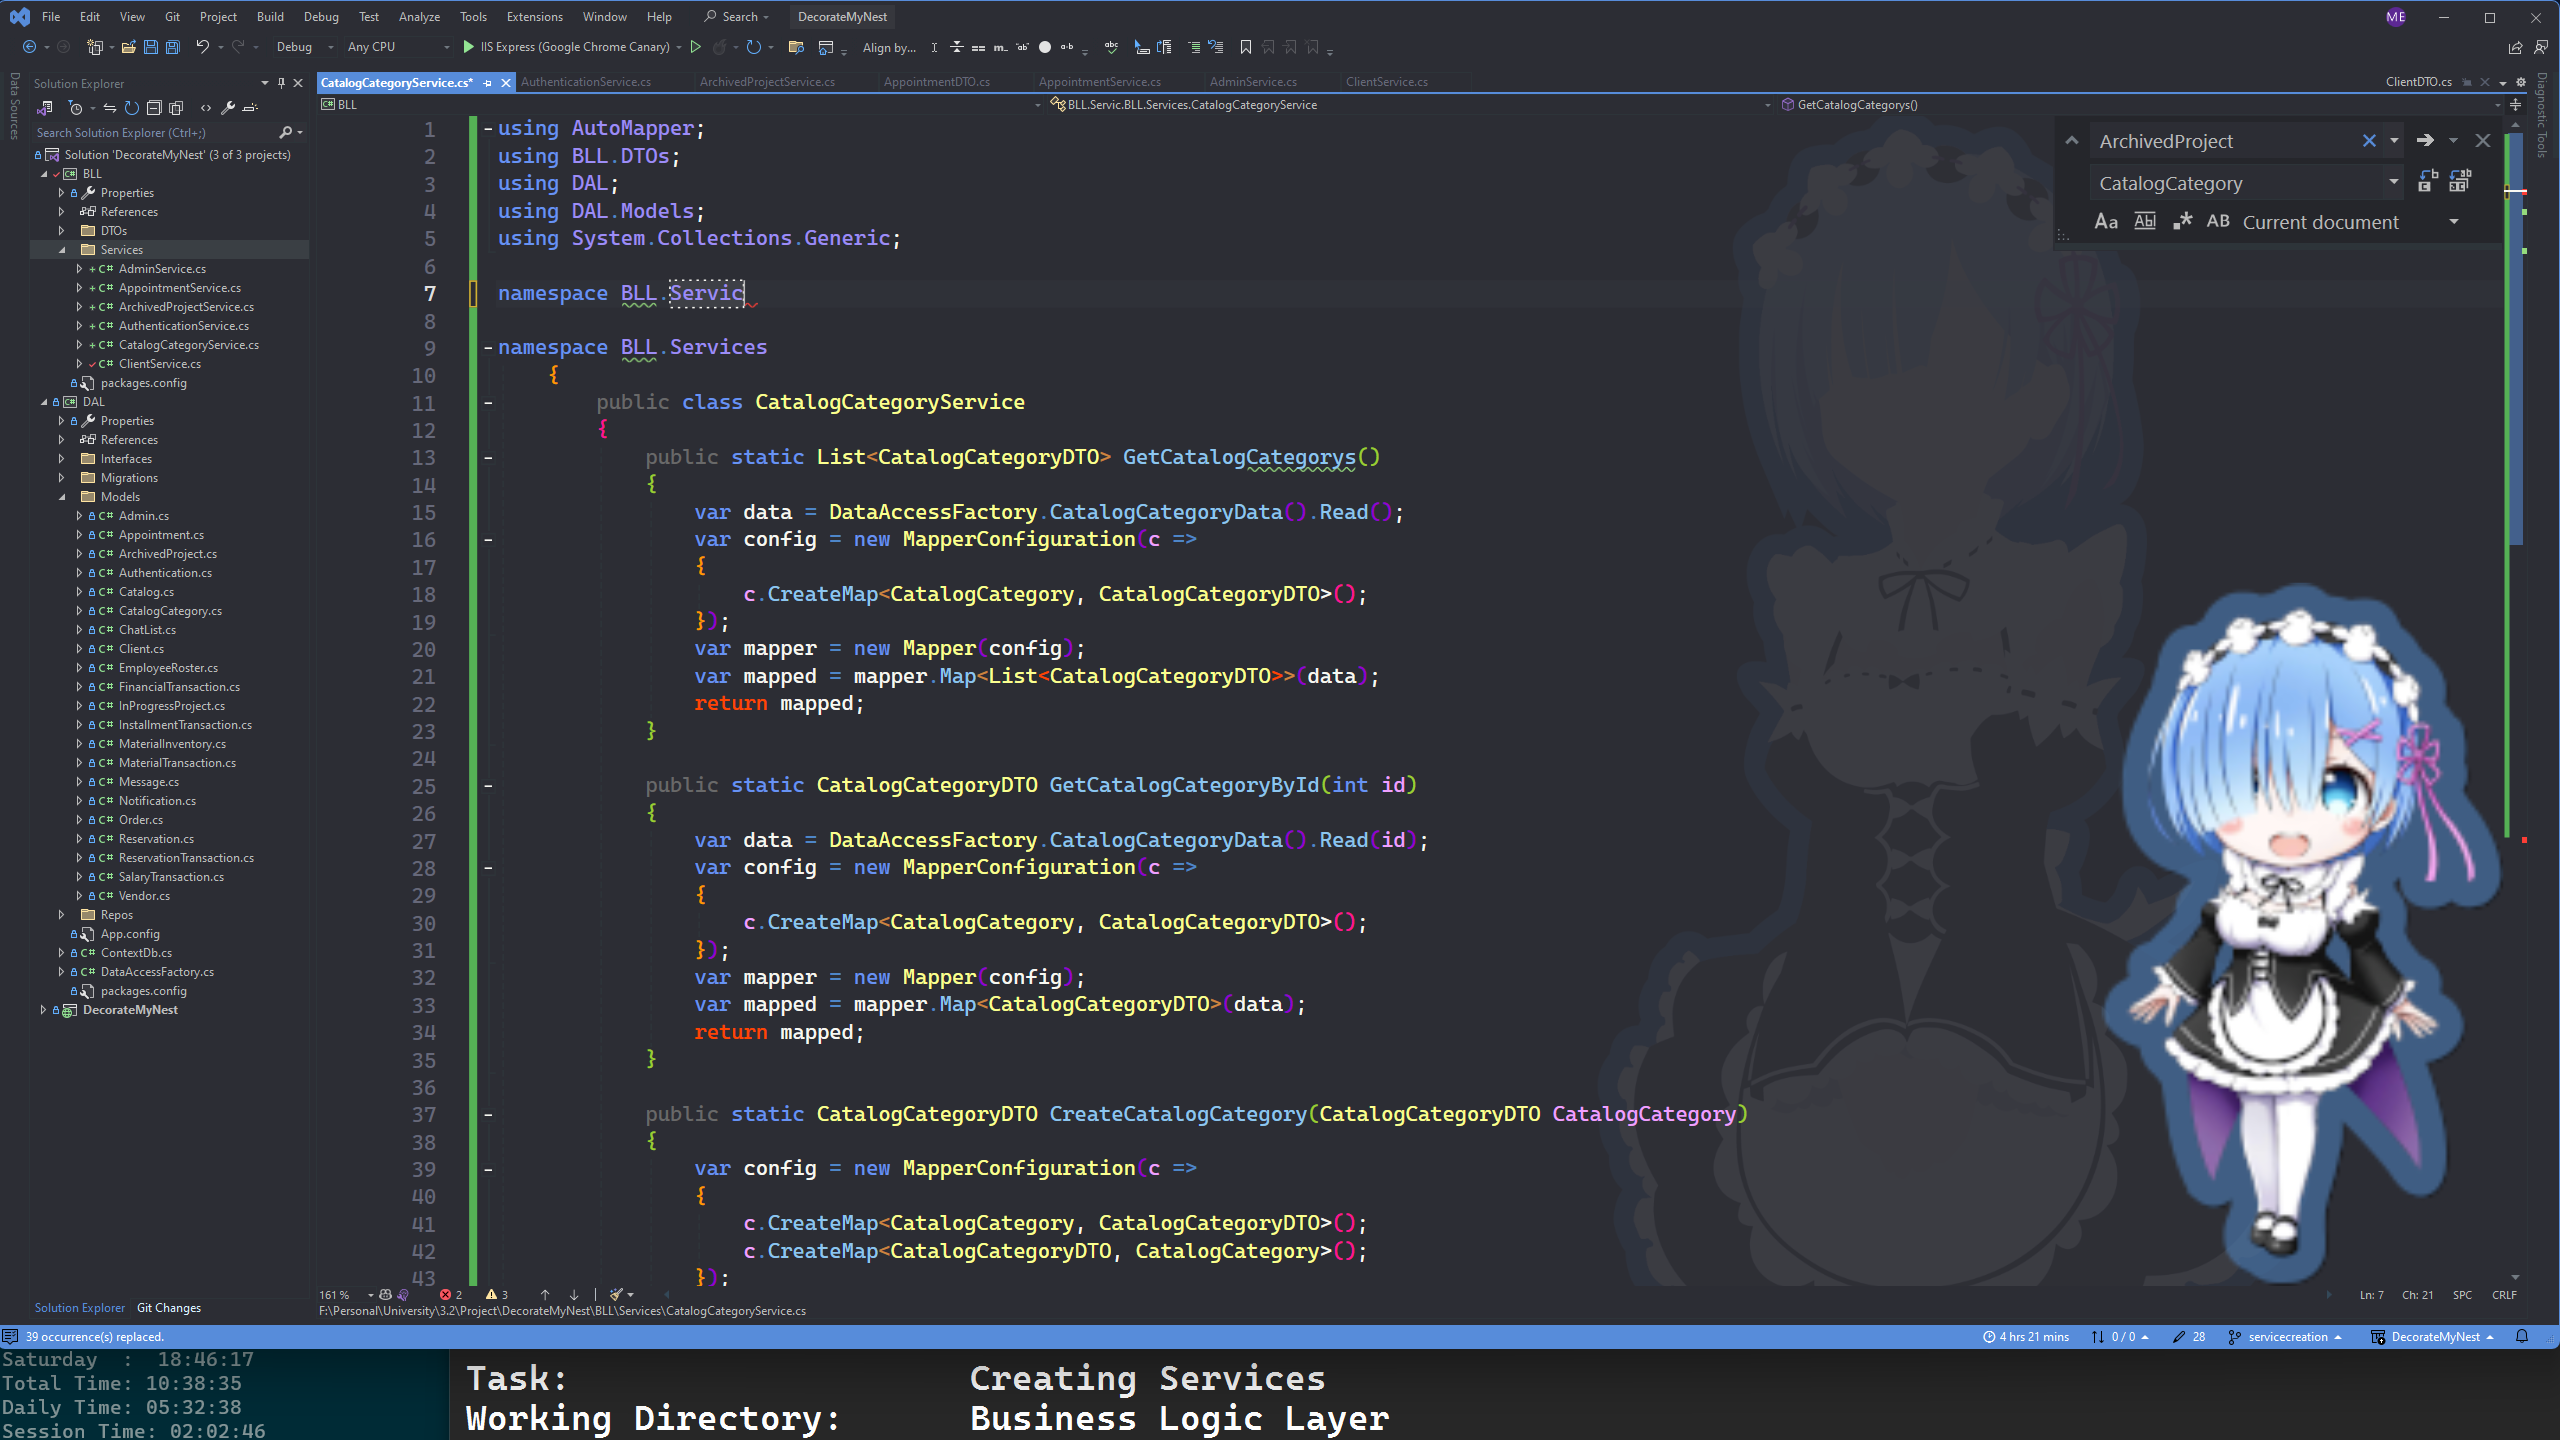 File Edit View Git Project Build Debug Test Analyze Tools Extensions Window Help Search DecorateMyNest ME
Debug Any CPU IIS Express (Google Chrome Canary) Align by...
Data Sources
Solution Explorer
Search Solution Explorer (Ctrl+;)
Solution 'DecorateMyNest' (3 of 3 projects)
BLL
Properties
References
DTOs
Services
AdminService.cs
AppointmentService.cs
ArchivedProjectService.cs
AuthenticationService.cs
CatalogCategoryService.cs
ClientService.cs
packages.config
DAL
Properties
References
Interfaces
Migrations
Models
Admin.cs
Appointment.cs
ArchivedProject.cs
Authentication.cs
Catalog.cs
CatalogCategory.cs
ChatList.cs
Client.cs
EmployeeRoster.cs
FinancialTransaction.cs
InProgressProject.cs
InstallmentTransaction.cs
MaterialInventory.cs
MaterialTransaction.cs
Message.cs
Notification.cs
Order.cs
Reservation.cs
ReservationTransaction.cs
SalaryTransaction.cs
Vendor.cs
Repos
App.config
ContextDb.cs
DataAccessFactory.cs
packages.config
DecorateMyNest
Solution Explorer Git Changes
CatalogCategoryService.cs* AuthenticationService.cs ArchivedProjectService.cs AppointmentDTO.cs AppointmentService.cs AdminService.cs ClientService.cs ClientDTO.cs
BLL BLL.Servic.BLL.Services.CatalogCategoryService GetCatalogCategorys()
Diagnostic Tools
ArchivedProject
CatalogCategory
Aa Abl .* AB Current document
1 using AutoMapper;
2 using BLL.DTOs;
3 using DAL;
4 using DAL.Models;
5 using System.Collections.Generic;
6
7 namespace BLL.Servic
8
9 namespace BLL.Services
10 {
11 public class CatalogCategoryService
12 {
13 public static List<CatalogCategoryDTO> GetCatalogCategorys()
14 {
15 var data = DataAccessFactory.CatalogCategoryData().Read();
16 var config = new MapperConfiguration(c =>
17 {
18 c.CreateMap<CatalogCategory, CatalogCategoryDTO>();
19 });
20 var mapper = new Mapper(config);
21 var mapped = mapper.Map<List<CatalogCategoryDTO>>(data);
22 return mapped;
23 }
24
25 public static CatalogCategoryDTO GetCatalogCategoryById(int id)
26 {
27 var data = DataAccessFactory.CatalogCategoryData().Read(id);
28 var config = new MapperConfiguration(c =>
29 {
30 c.CreateMap<CatalogCategory, CatalogCategoryDTO>();
31 });
32 var mapper = new Mapper(config);
33 var mapped = mapper.Map<CatalogCategoryDTO>(data);
34 return mapped;
35 }
36
37 public static CatalogCategoryDTO CreateCatalogCategory(CatalogCategoryDTO CatalogCategory)
38 {
39 var config = new MapperConfiguration(c =>
40 {
41 c.CreateMap<CatalogCategory, CatalogCategoryDTO>();
42 c.CreateMap<CatalogCategoryDTO, CatalogCategory>();
43 });
161 % 2 3 Ln: 7 Ch: 21 SPC CRLF
F:\Personal\University\3.2\Project\DecorateMyNest\BLL\Services\CatalogCategoryService.cs
39 occurrence(s) replaced. 4 hrs 21 mins 0 / 0 28 servicecreation DecorateMyNest
Saturday : 18:46:17
Total Time: 10:38:35
Daily Time: 05:32:38
Session Time: 02:02:46
Task: Creating Services
Working Directory: Business Logic Layer